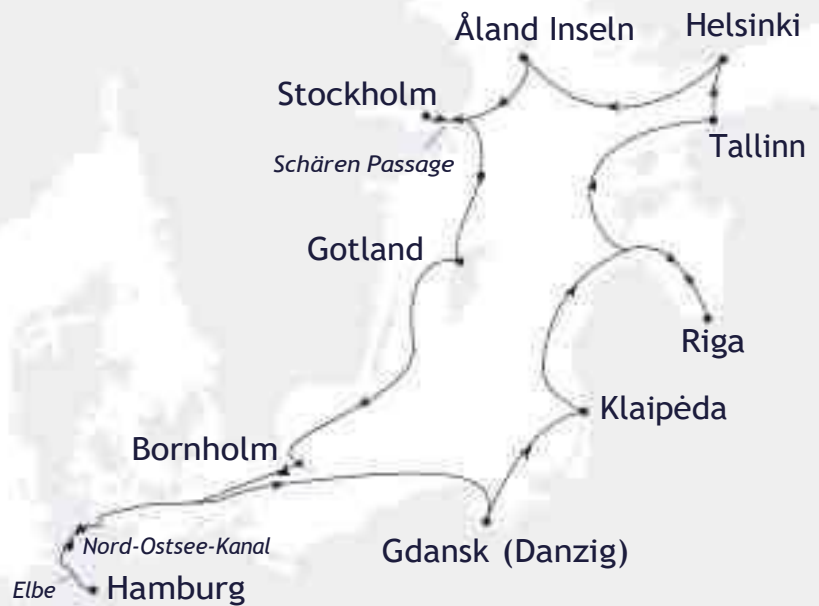 Åland Inseln
Helsinki
Stockholm
Tallinn
Schären Passage
Gotland
Riga
Klaipėda
Bornholm
Nord-Ostsee-Kanal
Gdansk (Danzig)
Elbe
Hamburg